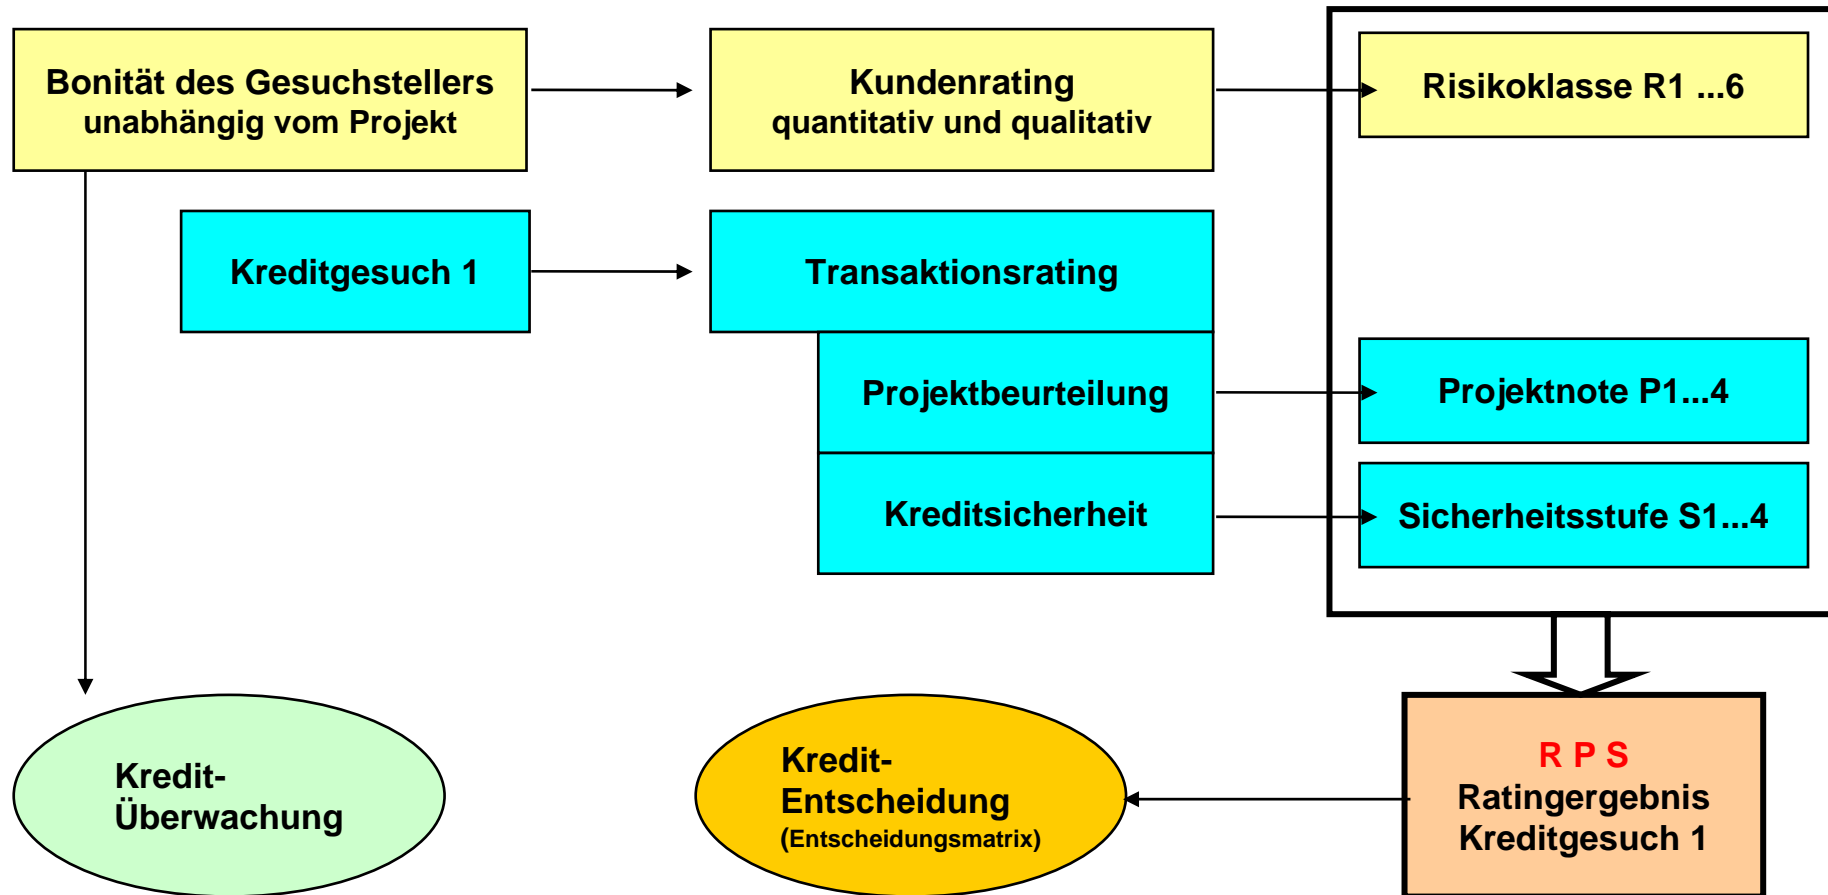 Bonität des Gesuchstellers
unabhängig vom Projekt
Kundenrating
quantitativ und qualitativ
Risikoklasse R1 ...6
Kreditgesuch 1
Transaktionsrating
Projektbeurteilung
Projektnote P1...4
Kreditsicherheit
Sicherheitsstufe S1...4
Kredit-
Überwachung
Kredit-
Entscheidung
(Entscheidungsmatrix)
R P S
Ratingergebnis
Kreditgesuch 1